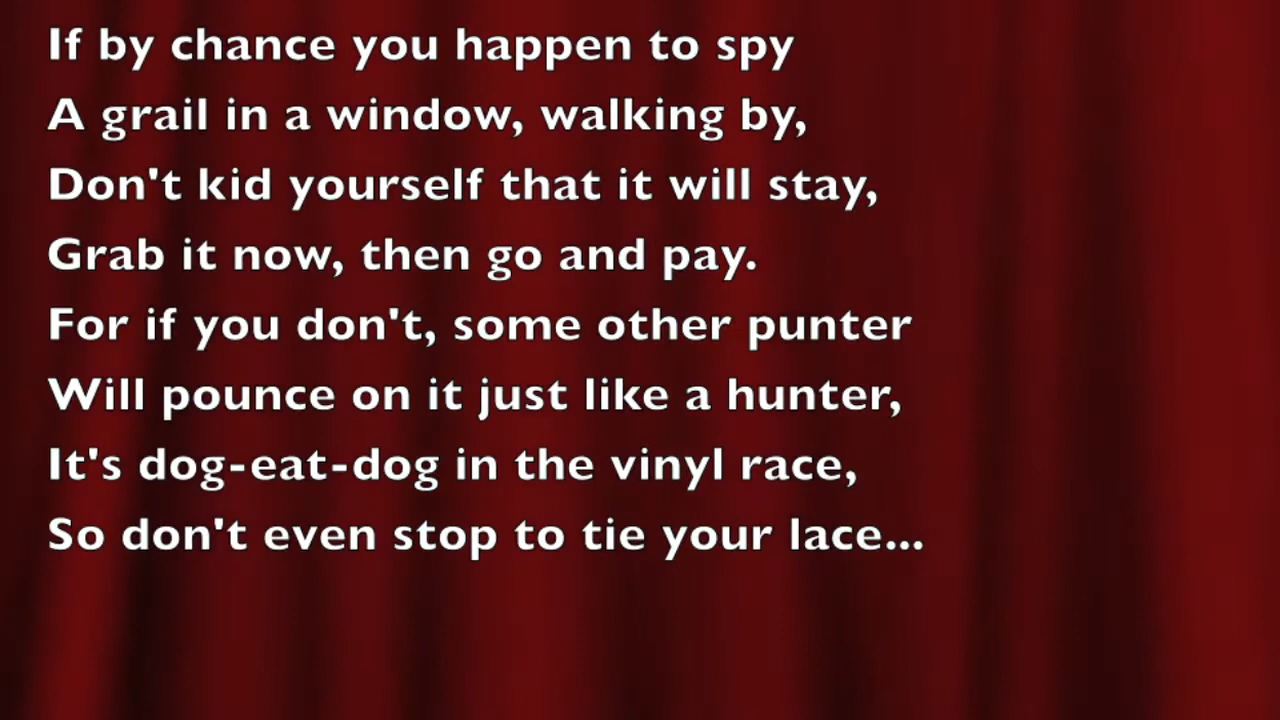 If by chance you happen to spy
A grail in a window, walking by,
Don't kid yourself that it will stay,
Grab it now, then go and pay.
For if you don't, some other punter
Will pounce on it just like a hunter,
It's dog-eat-dog in the vinyl race,
So don't even stop to tie your lace...